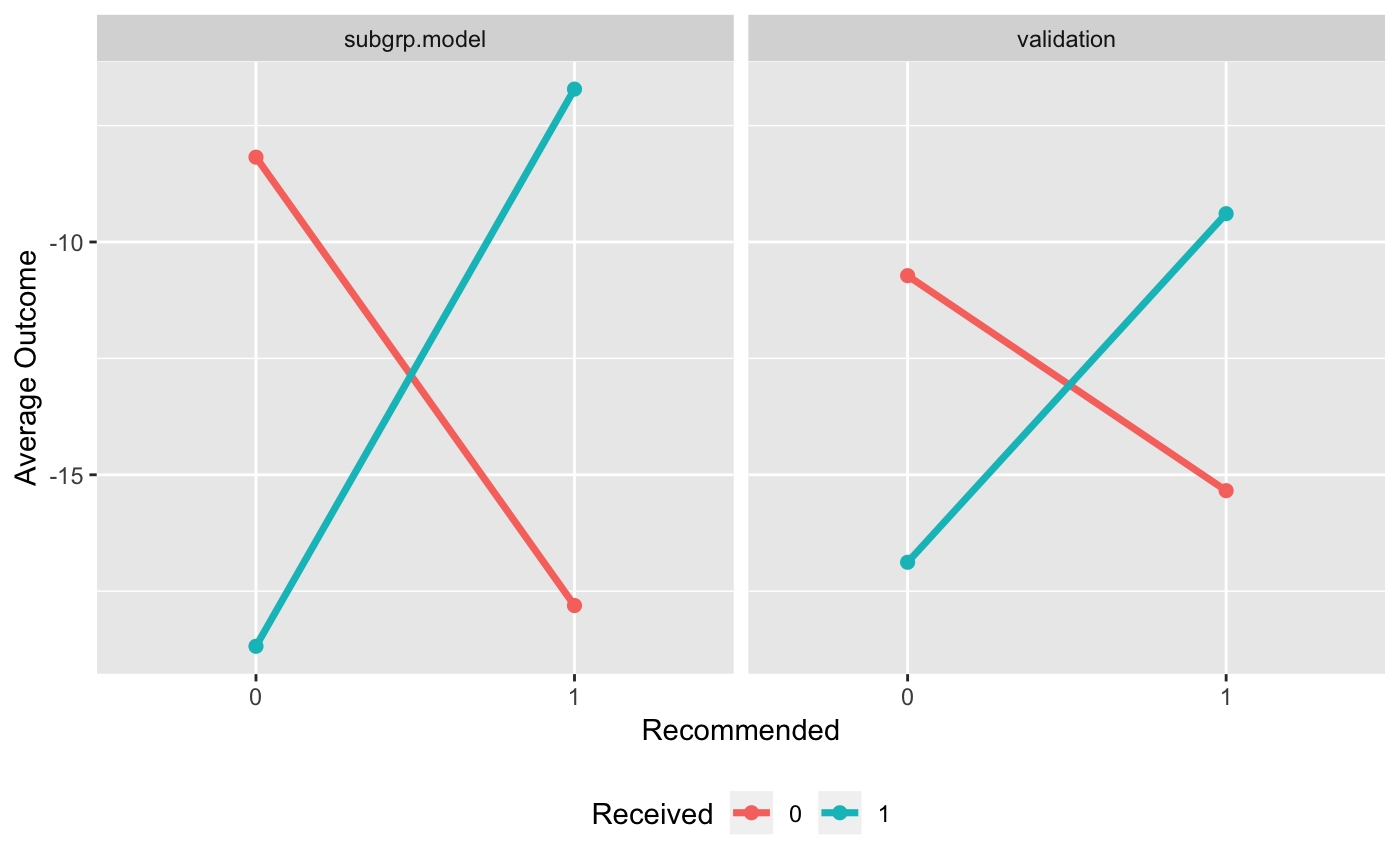 subgrp.model
validation
Average Outcome
-10
-15
0
1
0
1
Recommended
Received 0 1